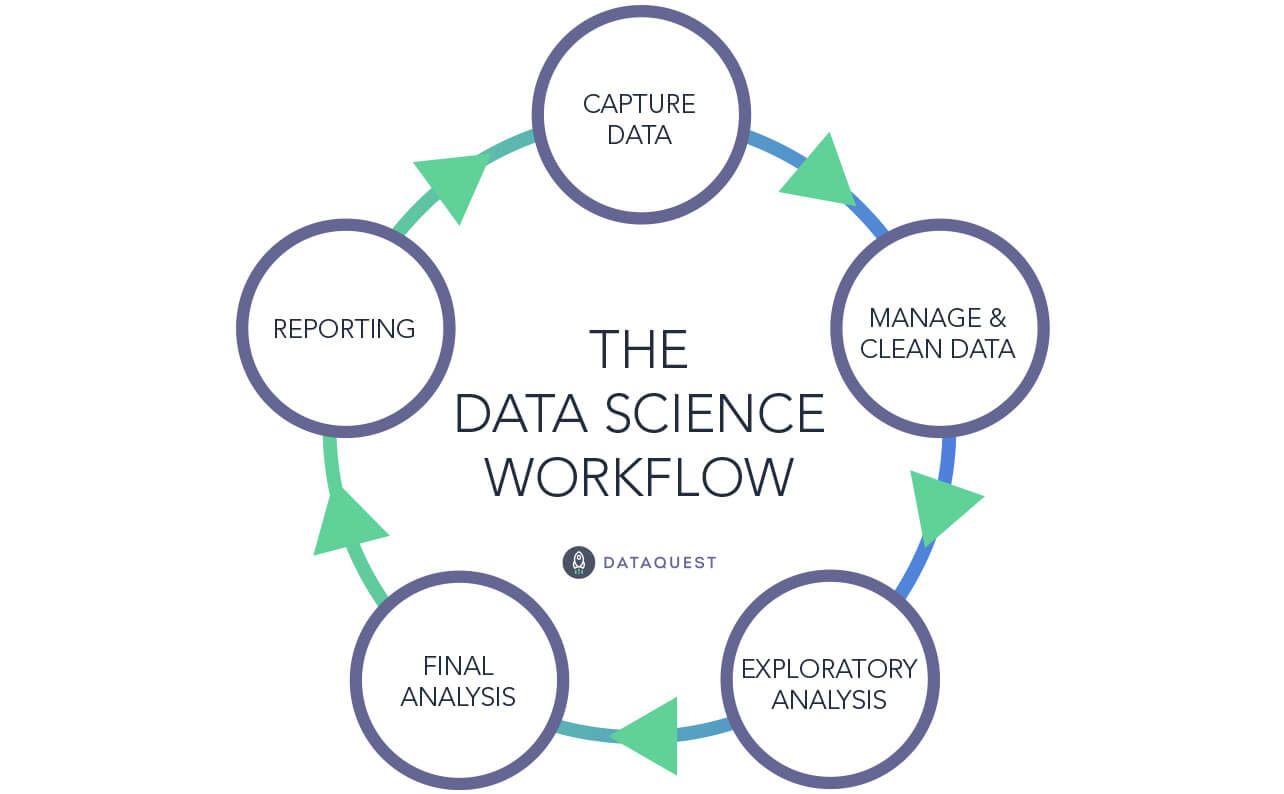 CAPTURE
DATA
MANAGE &
CLEAN DATA
EXPLORATORY
ANALYSIS
FINAL
ANALYSIS
REPORTING
THE
DATA SCIENCE
WORKFLOW
DATAQUEST